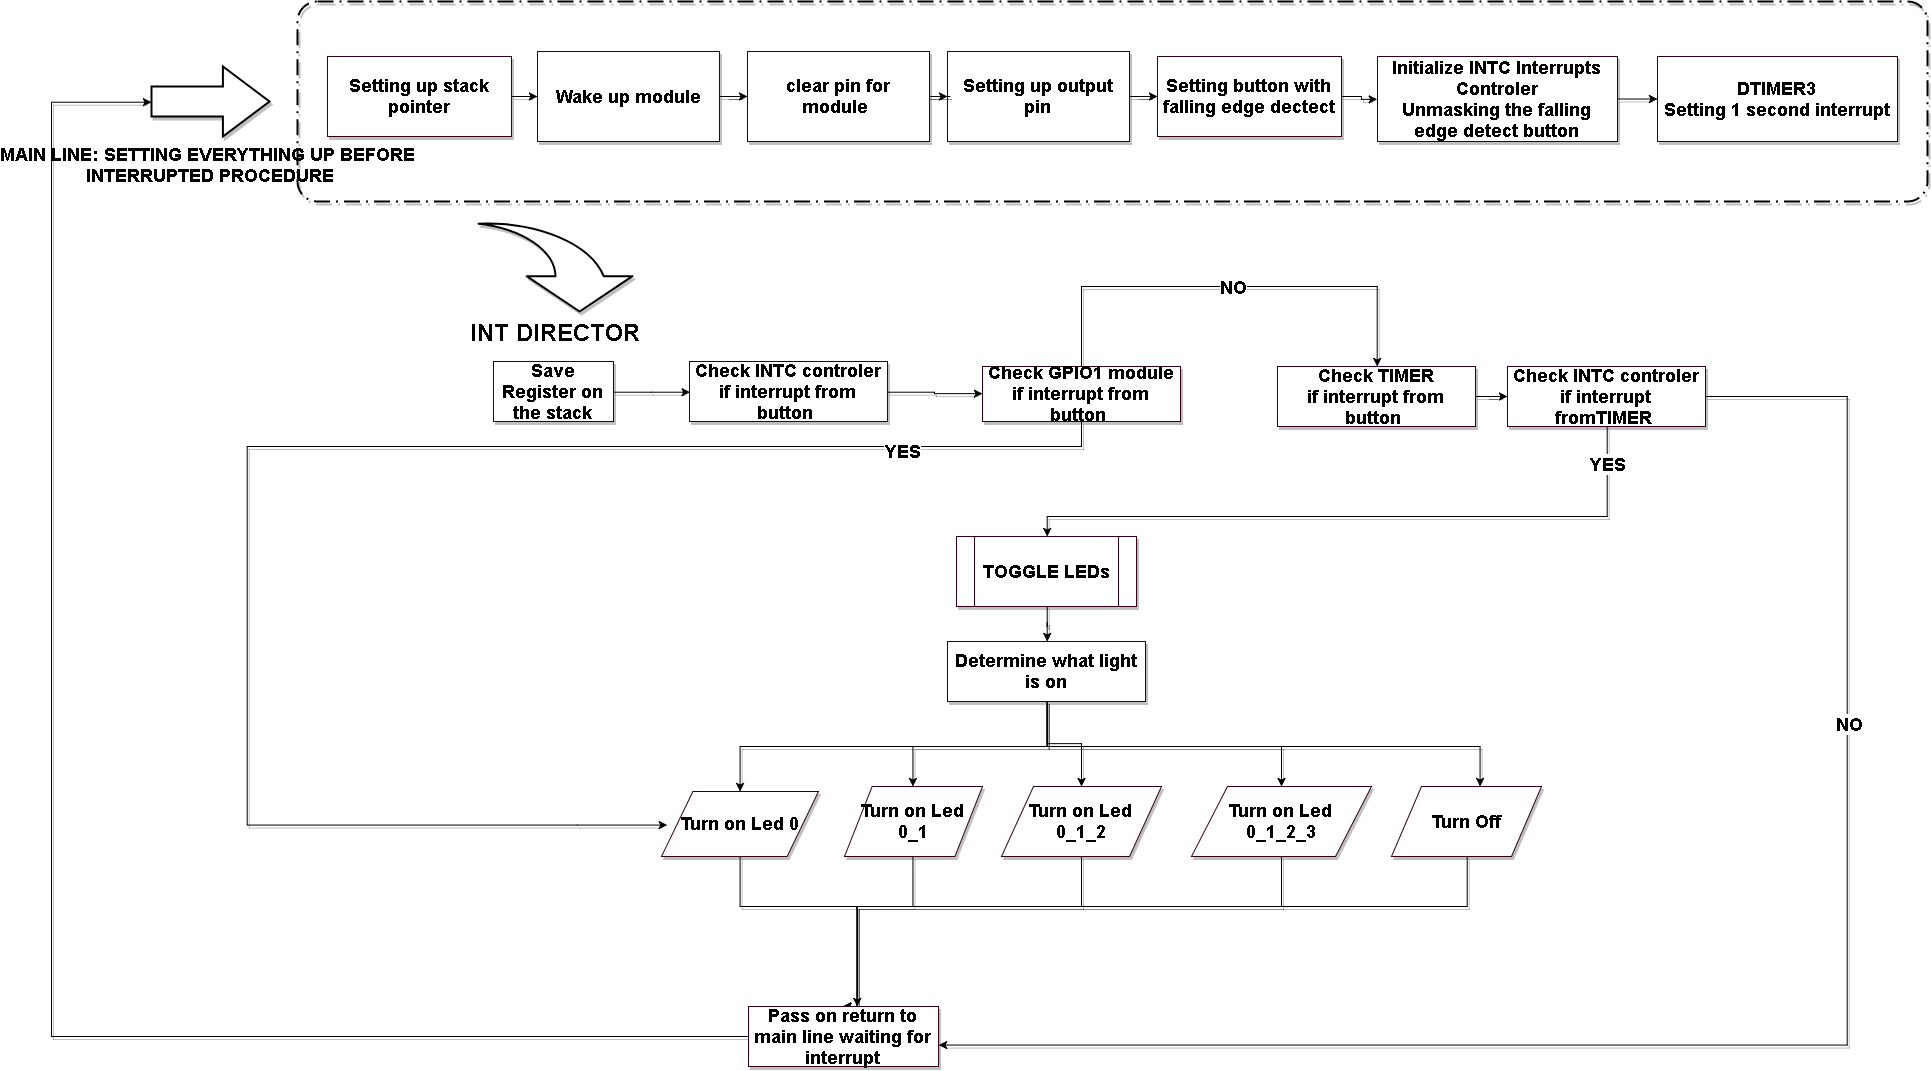 Setting up stack
pointer
Wake up module
clear pin for
module
Setting up output
pin
Setting button with
falling edge dectect
Initialize INTC Interrupts
Controler
Unmasking the falling
edge detect button
DTIMER3
Setting 1 second interrupt
MAIN LINE: SETTING EVERYTHING UP BEFORE
INTERRUPTED PROCEDURE
INT DIRECTOR
NO
Save
Register on
the stack
Check INTC controler
if interrupt from
button
Check GPIO1 module
if interrupt from
button
Check TIMER
if interrupt from
button
Check INTC controler
if interrupt
fromTIMER
YES
YES
TOGGLE LEDs
Determine what light
is on
NO
Turn on Led 0
Turn on Led
0_1
Turn on Led
0_1_2
Turn on Led
0_1_2_3
Turn Off
Pass on return to
main line waiting for
interrupt